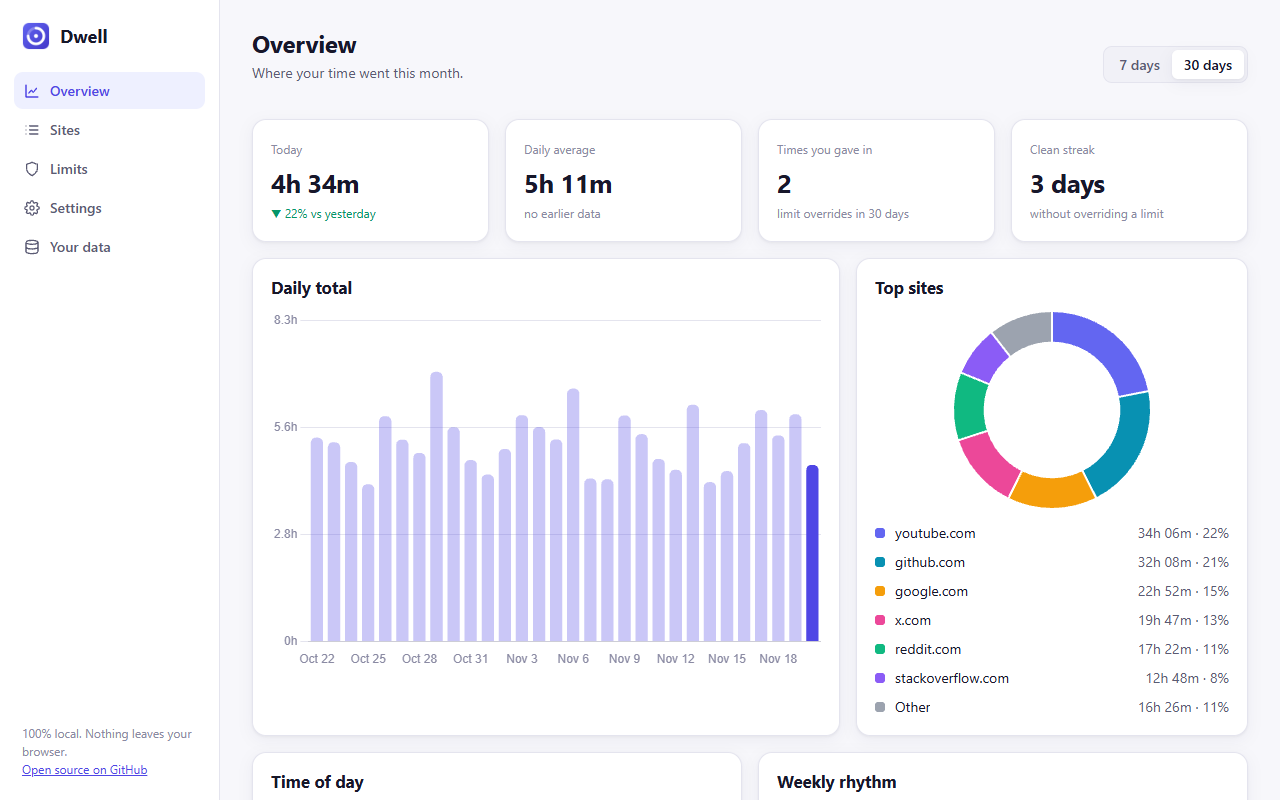 Dwell
Overview
Sites
Limits
Settings
Your data
100% local. Nothing leaves your
browser.
Open source on GitHub
Overview
Where your time went this month.
7 days
30 days
Today
4h 34m
▼ 22% vs yesterday
Daily average
5h 11m
no earlier data
Times you gave in
2
limit overrides in 30 days
Clean streak
3 days
without overriding a limit
Daily total
8.3h
5.6h
2.8h
0h
Oct 22 Oct 25 Oct 28 Oct 31 Nov 3 Nov 6 Nov 9 Nov 12 Nov 15 Nov 18
Top sites
youtube.com 34h 06m · 22%
github.com 32h 08m · 21%
google.com 22h 52m · 15%
x.com 19h 47m · 13%
reddit.com 17h 22m · 11%
stackoverflow.com 12h 48m · 8%
Other 16h 26m · 11%
Time of day
Weekly rhythm